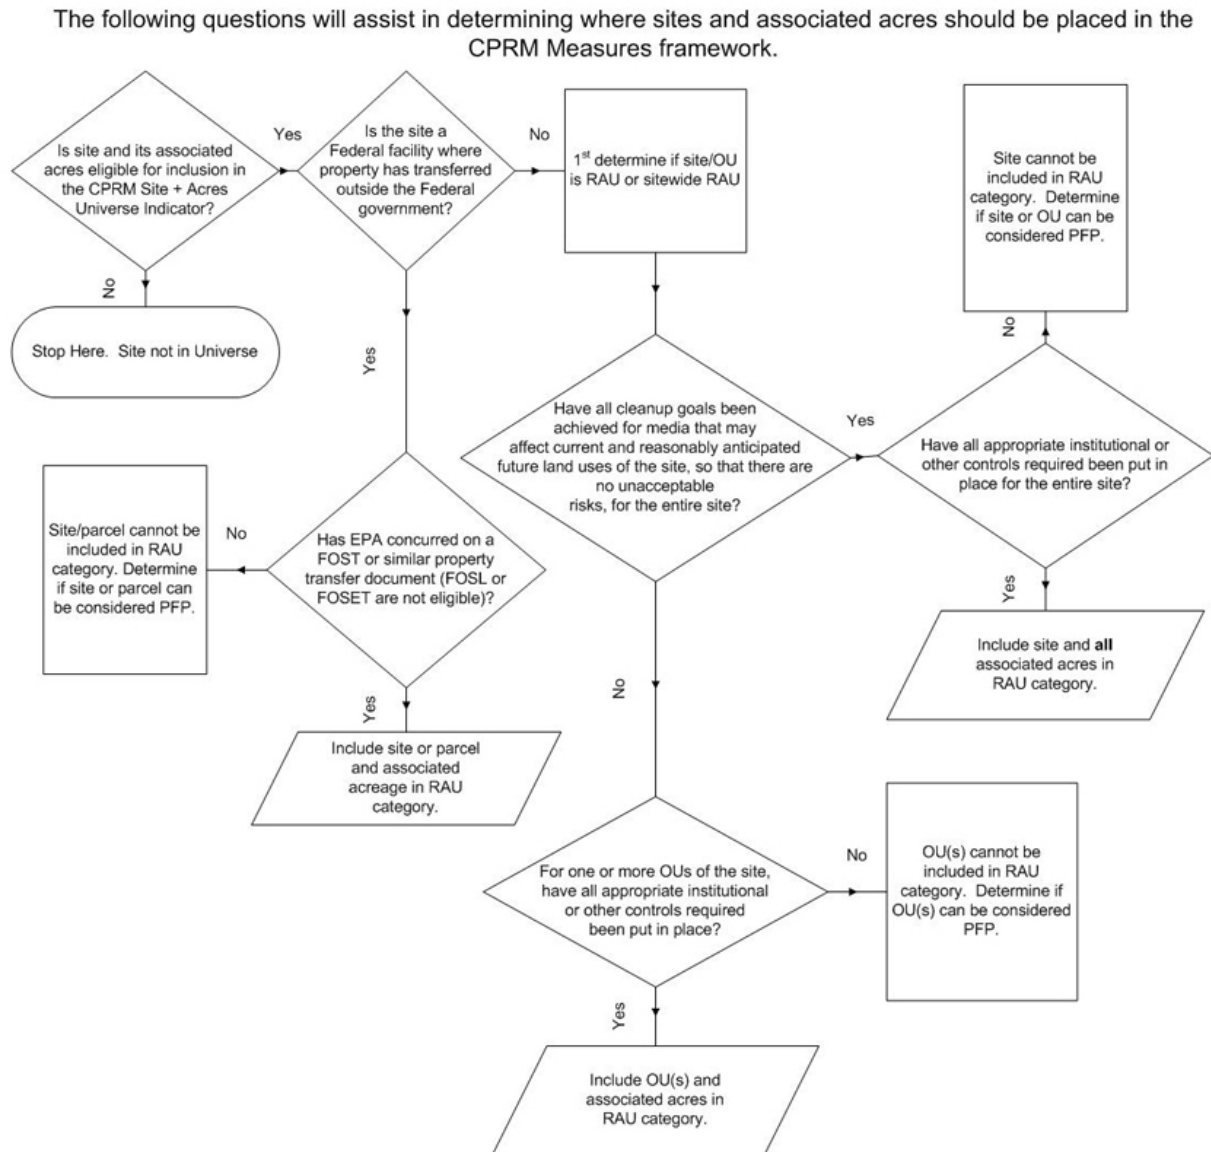 The following questions will assist in determining where sites and associated acres should be placed in the
CPRM Measures framework.
Is site and its associated
acres eligible for inclusion in
the CPRM Site + Acres
Universe Indicator?
Yes
No
Stop Here. Site not in Universe
Is the site a
Federal facility where
property has transferred
outside the Federal
government?
No
Yes
1st determine if site/OU
is RAU or sitewide RAU
Site cannot be
included in RAU
category. Determine
if site or OU can be
considered PFP.
No
Have all cleanup goals been
achieved for media that may
affect current and reasonably anticipated
future land uses of the site, so that there are
no unacceptable
risks, for the entire site?
Yes
Have all appropriate institutional or
other controls required been put in
place for the entire site?
Yes
Include site and all
associated acres in
RAU category.
Site/parcel cannot be
included in RAU
category. Determine
if site or parcel can
be considered PFP.
No
Has EPA concurred on a
FOST or similar property
transfer document (FOSL or
FOSET are not eligible)?
Yes
Include site or parcel
and associated
acreage in RAU
category.
No
For one or more OUs of the site,
have all appropriate institutional
or other controls required
been put in place?
No
OU(s) cannot be
included in RAU
category. Determine if
OU(s) can be considered
PFP.
Yes
Include OU(s) and
associated acres in
RAU category.